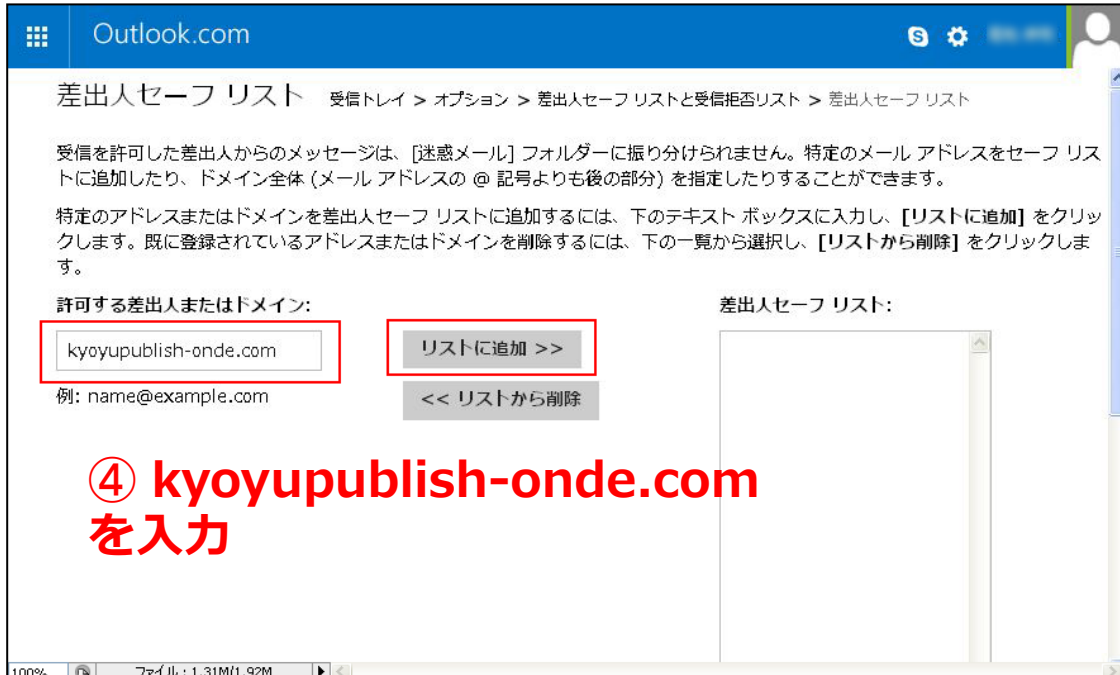 Outlook.com
差出人セーフ リスト 受信トレイ > オプション > 差出人セーフ リストと受信拒否リスト > 差出人セーフ リスト
受信を許可した差出人からのメッセージは、[迷惑メール] フォルダーに振り分けられません。特定のメール アドレスをセーフ リス
トに追加したり、ドメイン全体 (メール アドレスの @ 記号よりも後の部分) を指定したりすることができます。
特定のアドレスまたはドメインを差出人セーフ リストに追加するには、下のテキスト ボックスに入力し、[リストに追加] をクリッ
クします。既に登録されているアドレスまたはドメインを削除するには、下の一覧から選択し、[リストから削除] をクリックしま
す。
許可する差出人またはドメイン:
差出人セーフ リスト:
kyoyupublish-onde.com
リストに追加 >>
例: name@example.com
<< リストから削除
④ kyoyupublish-onde.com
を入力
100% ファイル : 1.31M/1.92M